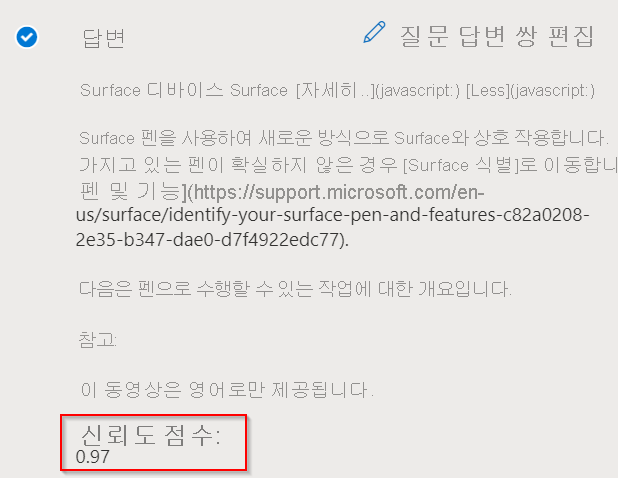 답변
질문 답변 쌍 편집
Surface 디바이스 Surface [자세히..](javascript:) [Less](javascript:)
Surface 펜을 사용하여 새로운 방식으로 Surface와 상호 작용합니다.
가지고 있는 펜이 확실하지 않은 경우 [Surface 식별]로 이동합니
펜 및 기능](https://support.microsoft.com/en-
us/surface/identify-your-surface-pen-and-features-c82a0208-
2e35-b347-dae0-d7f4922edc77).
다음은 펜으로 수행할 수 있는 작업에 대한 개요입니다.
참고:
이 동영상은 영어로만 제공됩니다.
신뢰도 점수:
0.97